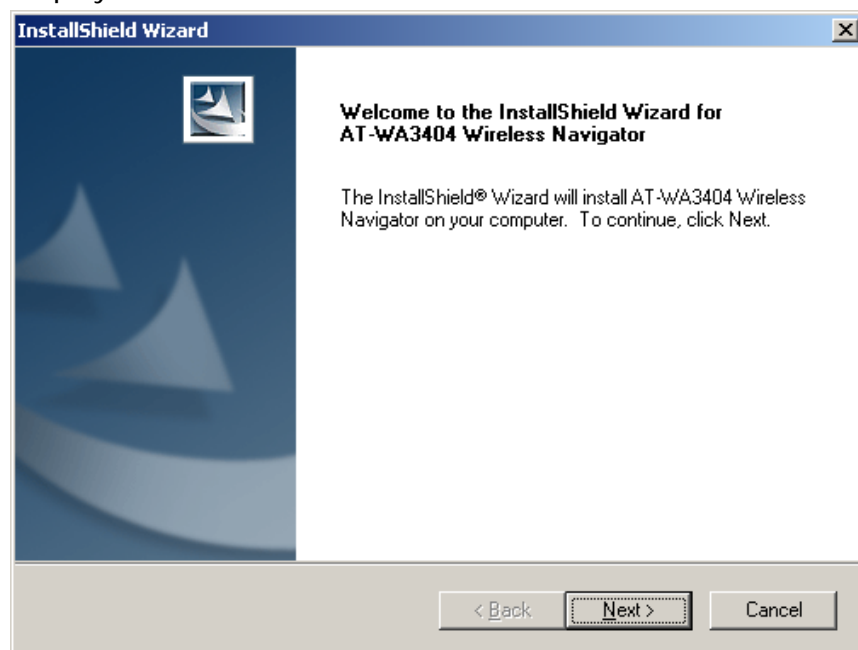 InstallShield Wizard
Welcome to the InstallShield Wizard for
AT-WA3404 Wireless Navigator
The InstallShield® Wizard will install AT-WA3404 Wireless
Navigator on your computer. To continue, click Next.
< Back
Next >
Cancel